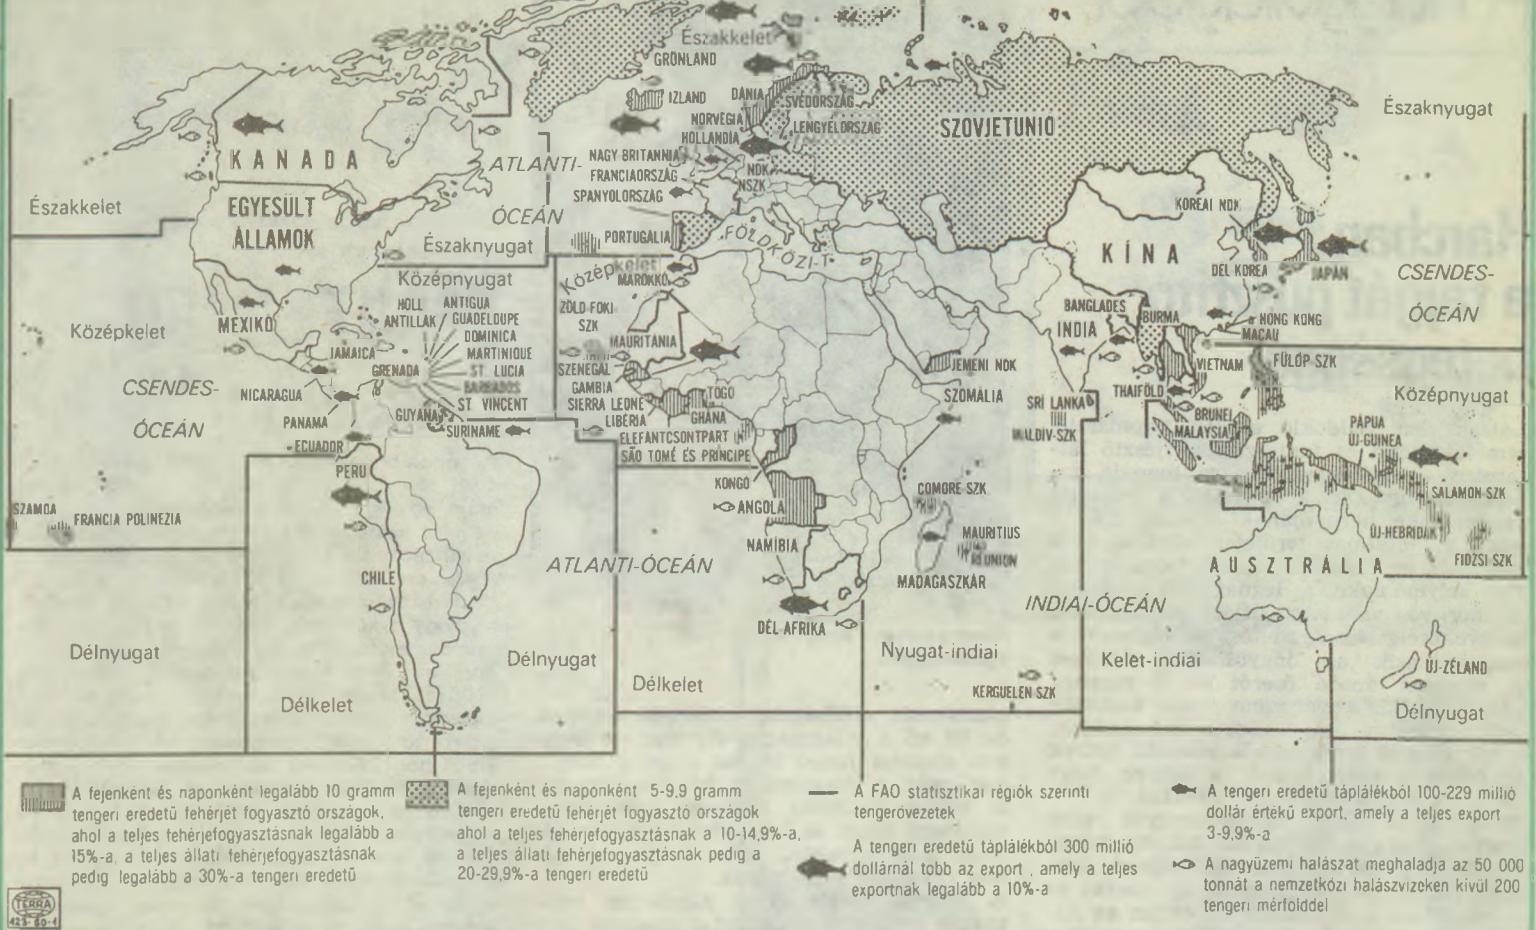 Északkelet
GRÖNLAND
IZLAND
DÁNIA
SVÉDORSZÁG
NORVÉGIA
LENGYELORSZÁG
HOLLANDIA
SZOVJETUNIÓ
Északnyugat
KANADA
ATLANTI-
NAGY BRITANNIA
FRANCIAORSZÁG
NDK
NSZK
SPANYOLORSZÁG
Északkelet
EGYESÜLT
ÁLLAMOK
ÓCEÁN
Északnyugat
PORTUGÁLIA
FÖLDKÖZI-T.
KÍNA
KOREAI NDK
DÉL KOREA
JAPÁN
CSENDES-
ÓCEÁN
Középnyugat
Közép
kelet
MAROKKÓ
HOLL
ANTILLÁK
ANTIGUA
GUADELOUPE
DOMINICA
MARTINIQUE
ST LUCIA
BARBADOS
ST VINCENT
ZÖLD FOKI
SZK
MEXIKÓ
Középkelet
JAMAICA
GRENADA
MAURITÁNIA
BANGLADES
BURMA
INDIA
HONG KONG
MACAU
CSENDES-
ÓCEÁN
NICARAGUA
PANAMA
GUYANA
SURINAME
SZENEGÁL
GAMBIA
SIERRA LEONE
LIBÉRIA
TOGO
GHÁNA
ELEFÁNTCSONTPART
SÃO TOMÉ ÉS PRINCIPE
JEMENI NDK
SZOMÁLIA
SRI LANKA
VIETNAM
THAIFÖLD
FÜLÖP SZK
Középnyugat
BRUNEI
MALAYSIA
PÁPUA
ÚJ-GUINEA
ECUADOR
PERU
KONGÓ
ANGOLA
COMORE SZK
SALAMON SZK
SZAMOA
FRANCIA POLINÉZIA
NAMÍBIA
MAURITIUS
RÉUNION
MADAGASZKÁR
ÚJ-HEBRIDÁK
FIDZSI SZK
CHILE
ATLANTI-ÓCEÁN
AUSZTRÁLIA
INDIAI-ÓCEÁN
DÉL AFRIKA
Délnyugat
Délnyugat
Délkelet
Délkelet
Nyugat-indiai
KERGUELEN SZK
Kelet-indiai
ÚJ-ZÉLAND
Délnyugat
A fejenként és naponként legalább 10 gramm
tengeri eredetű fehérjét fogyasztó országok,
ahol a teljes fehérjefogyasztásnak legalább a
15%-a, a teljes állati fehérjefogyasztásnak
pedig legalább a 30%-a tengeri eredetű
A fejenként és naponként 5-9,9 gramm
tengeri eredetű fehérjét fogyasztó országok
ahol a teljes fehérjefogyasztásnak a 10-14,9%-a,
a teljes állati fehérjefogyasztásnak pedig a
20-29,9%-a tengeri eredetű
A FAO statisztikai régiók szerinti
tengerövezetek
A tengeri eredetű táplálékból 300 millió
dollárnál több az export, amely a teljes
exportnak legalább a 10%-a
A tengeri eredetű táplálékból 100-229 millió
dollár értékű export, amely a teljes export
3-9,9%-a
A nagyüzemi halászat meghaladja az 50 000
tonnát a nemzetközi halászvizeken kívül 200
tengeri mérfölddel
TERRA